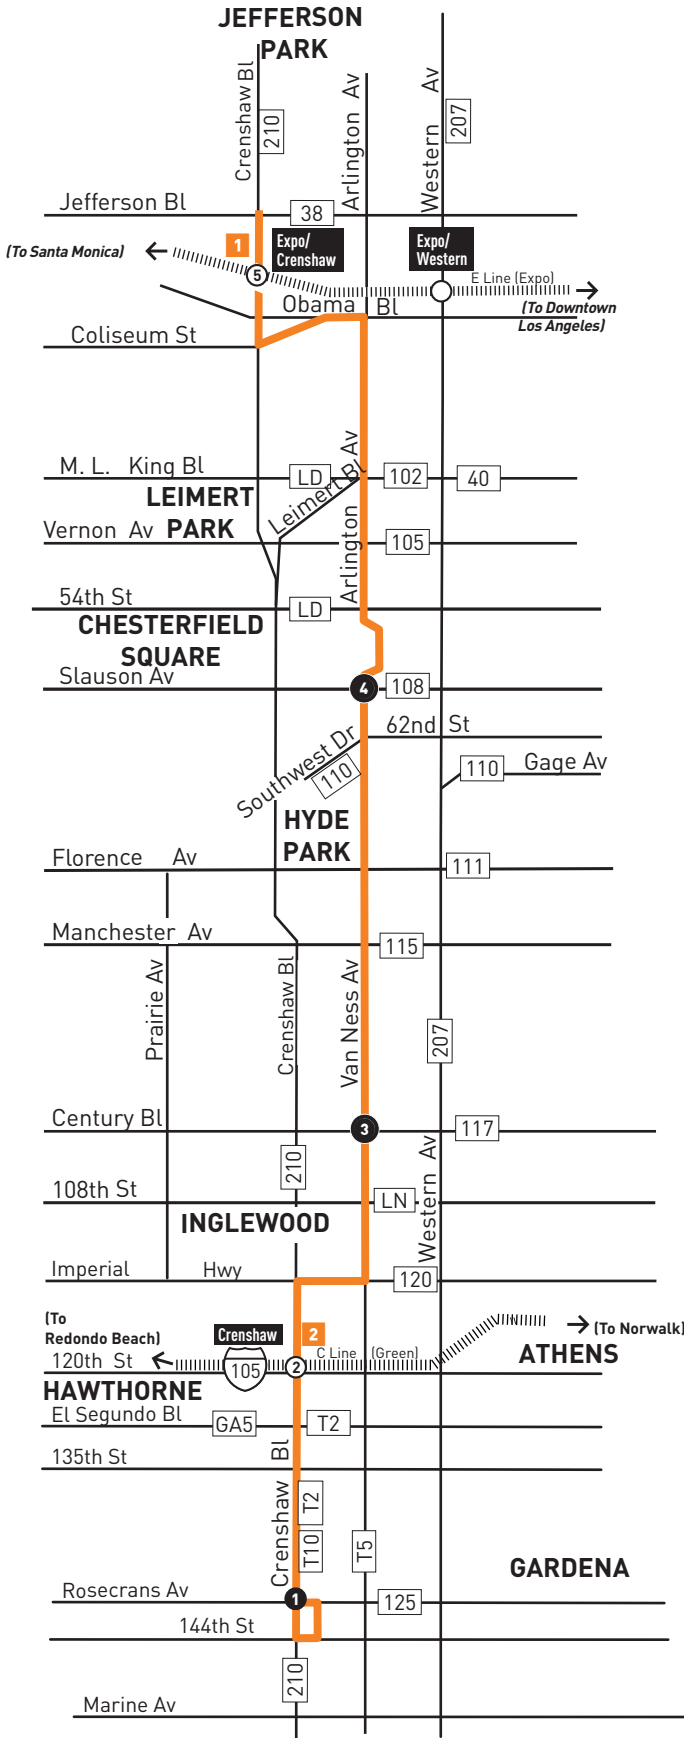 JEFFERSON
PARK
Crenshaw Bl
210
Arlington Av
Western Av
207
Jefferson Bl
38
(To Santa Monica)
1
Expo/
Crenshaw
Expo/
Western
5
E Line (Expo)
Obama Bl
(To Downtown
Los Angeles)
Coliseum St
M. L. King Bl
LD
102
40
Leimert Bl
LEIMERT
PARK
Arlington Av
Vernon Av
105
54th St
LD
CHESTERFIELD
SQUARE
Slauson Av
4
108
62nd St
Southwest Dr
110
110
Gage Av
HYDE
PARK
Florence Av
111
Manchester Av
115
Prairie Av
Crenshaw Bl
Van Ness Av
207
Century Bl
3
117
210
Western Av
108th St
LN
INGLEWOOD
Imperial Hwy
120
(To
Redondo Beach)
Crenshaw
2
(To Norwalk)
C Line (Green)
120th St
105
2
ATHENS
HAWTHORNE
El Segundo Bl
GA5
T2
135th St
Crenshaw Bl
T2
T10
T5
GARDENA
Rosecrans Av
1
125
144th St
210
Marine Av